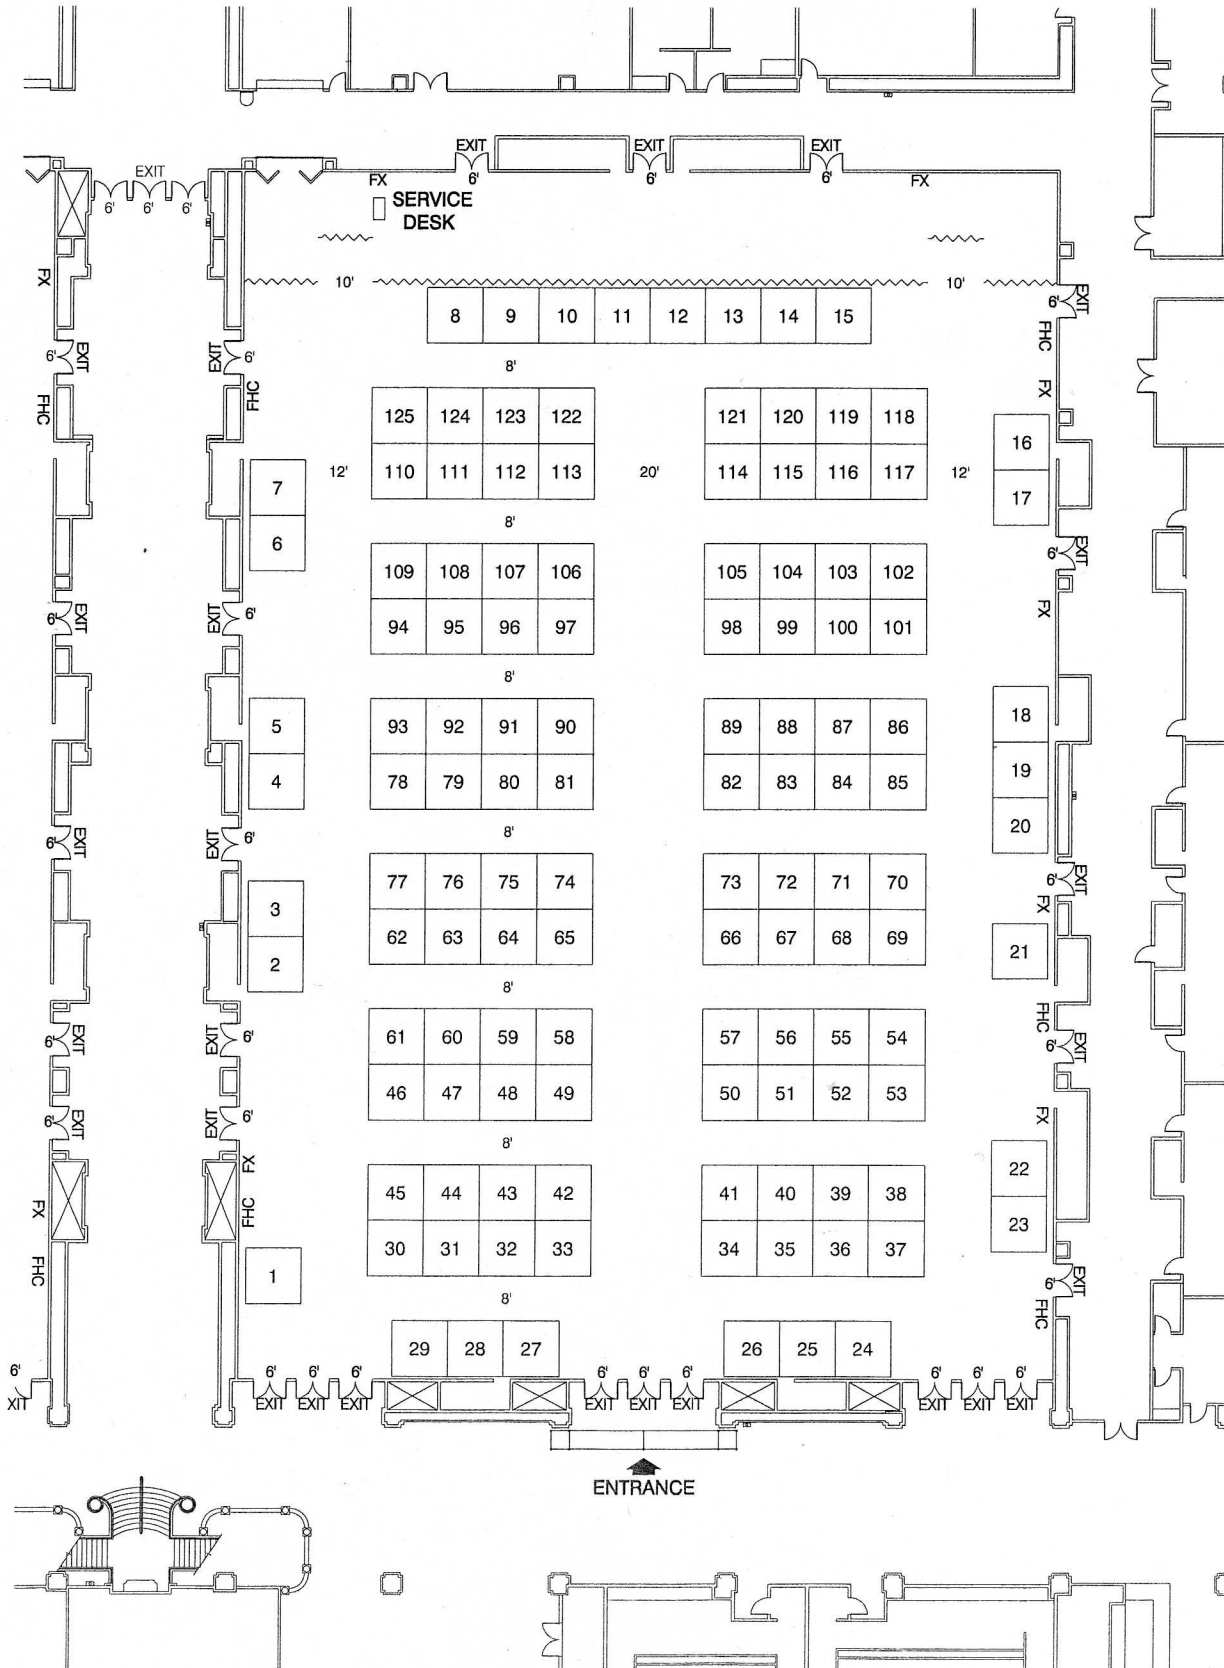 EXIT EXIT EXIT
6' 6' 6'
EXIT
6' 6' 6'
FX FX
SERVICE
DESK
FX
10' 10'
6' EXIT
8 9 10 11 12 13 14 15
FHC
6' EXIT EXIT 6'
8'
FHC FHC FX
125 124 123 122 121 120 119 118
16
110 111 112 113 114 115 116 117
12' 20' 12'
7 17
8'
6
6' EXIT
109 108 107 106 105 104 103 102
FX
6' EXIT EXIT 6'
94 95 96 97 98 99 100 101
8'
18
5 93 92 91 90 89 88 87 86
19
4 78 79 80 81 82 83 84 85
20
8'
6' EXIT EXIT 6'
6' EXIT
77 76 75 74 73 72 71 70
FX
3
62 63 64 65 66 67 68 69
21
2
8'
FHC
6' EXIT EXIT 6'
61 60 59 58 57 56 55 54
6' EXIT
46 47 48 49 50 51 52 53
FX
6' EXIT EXIT 6'
8'
FX
22
45 44 43 42 41 40 39 38
FX FHC
23
30 31 32 33 34 35 36 37
FHC
1
6' EXIT
8'
FHC
29 28 27 26 25 24
6' 6' 6' 6' 6' 6' 6' 6' 6' 6'
XIT EXIT EXIT EXIT EXIT EXIT EXIT EXIT EXIT EXIT
ENTRANCE